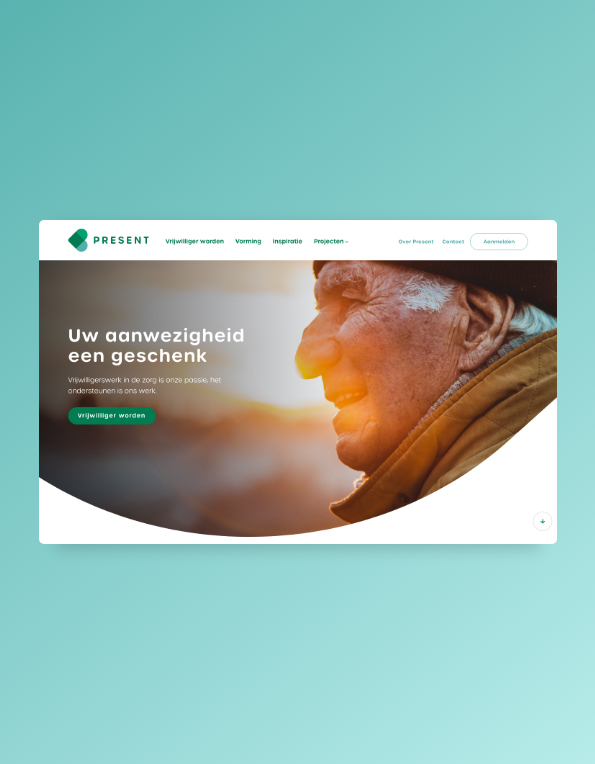 PRESENT
Vrijwilliger worden
Vorming
Inspiratie
Projecten
Over Present
Contact
Aanmelden
Uw aanwezigheid
een geschenk
Vrijwilligerswerk in de zorg is onze passie, het
ondersteunen is ons werk.
Vrijwilliger worden